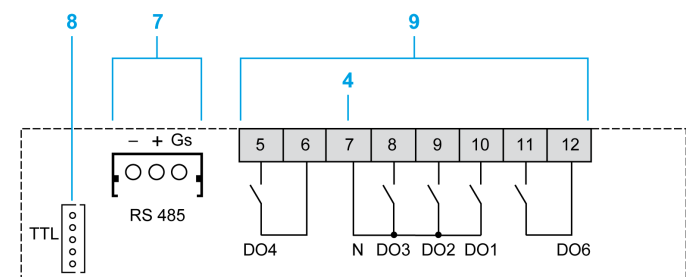 8 7 9
4
– + Gs
5 6 7 8 9 10 11 12
RS 485
TTL
DO4 N DO3 DO2 DO1 DO6